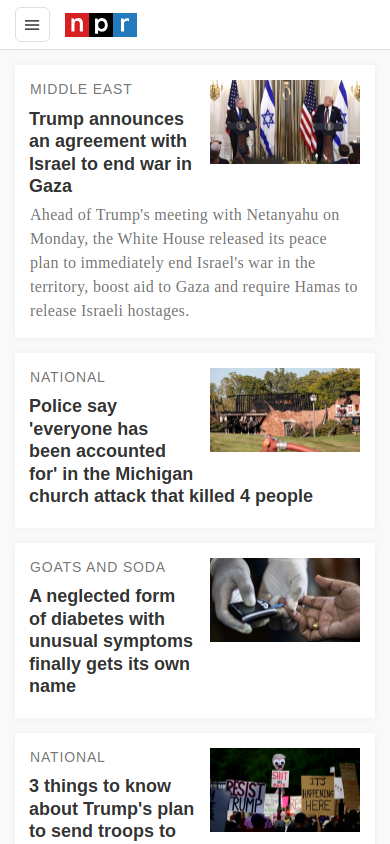 npr
MIDDLE EAST
Trump announces
an agreement with
Israel to end war in
Gaza
Ahead of Trump's meeting with Netanyahu on
Monday, the White House released its peace
plan to immediately end Israel's war in the
territory, boost aid to Gaza and require Hamas to
release Israeli hostages.
NATIONAL
Police say
'everyone has
been accounted
for' in the Michigan
church attack that killed 4 people
GOATS AND SODA
A neglected form
of diabetes with
unusual symptoms
finally gets its own
name
NATIONAL
3 things to know
about Trump's plan
to send troops to
RESIST
TRUMP
IT'S
HAPPENING
HERE